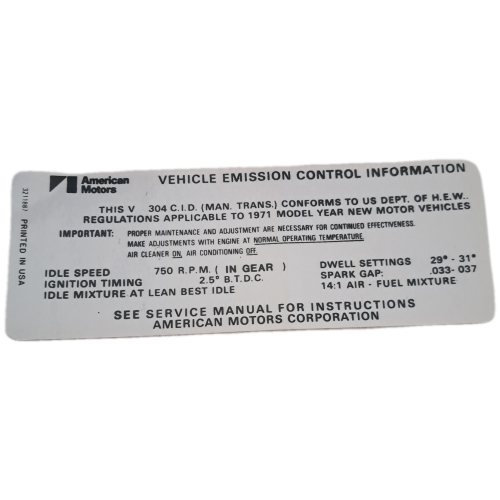 American
Motors
VEHICLE EMISSION CONTROL INFORMATION
THIS V 304 C.I.D. (MAN. TRANS.) CONFORMS TO US DEPT. OF H.E.W..
REGULATIONS APPLICABLE TO 1971 MODEL YEAR NEW MOTOR VEHICLES
IMPORTANT: PROPER MAINTENANCE AND ADJUSTMENT ARE NECESSARY FOR CONTINUED EFFECTIVENESS.
MAKE ADJUSTMENTS WITH ENGINE AT NORMAL OPERATING TEMPERATURE
AIR CLEANER ON, AIR CONDITIONING OFF.
IDLE SPEED 750 R.P.M. ( IN GEAR )
IGNITION TIMING 2.5° B.T.D.C.
IDLE MIXTURE AT LEAN BEST IDLE
DWELL SETTINGS 29° - 31°
SPARK GAP: .033- 037
14:1 AIR - FUEL MIXTURE
SEE SERVICE MANUAL FOR INSTRUCTIONS
AMERICAN MOTORS CORPORATION
PRINTED IN USA